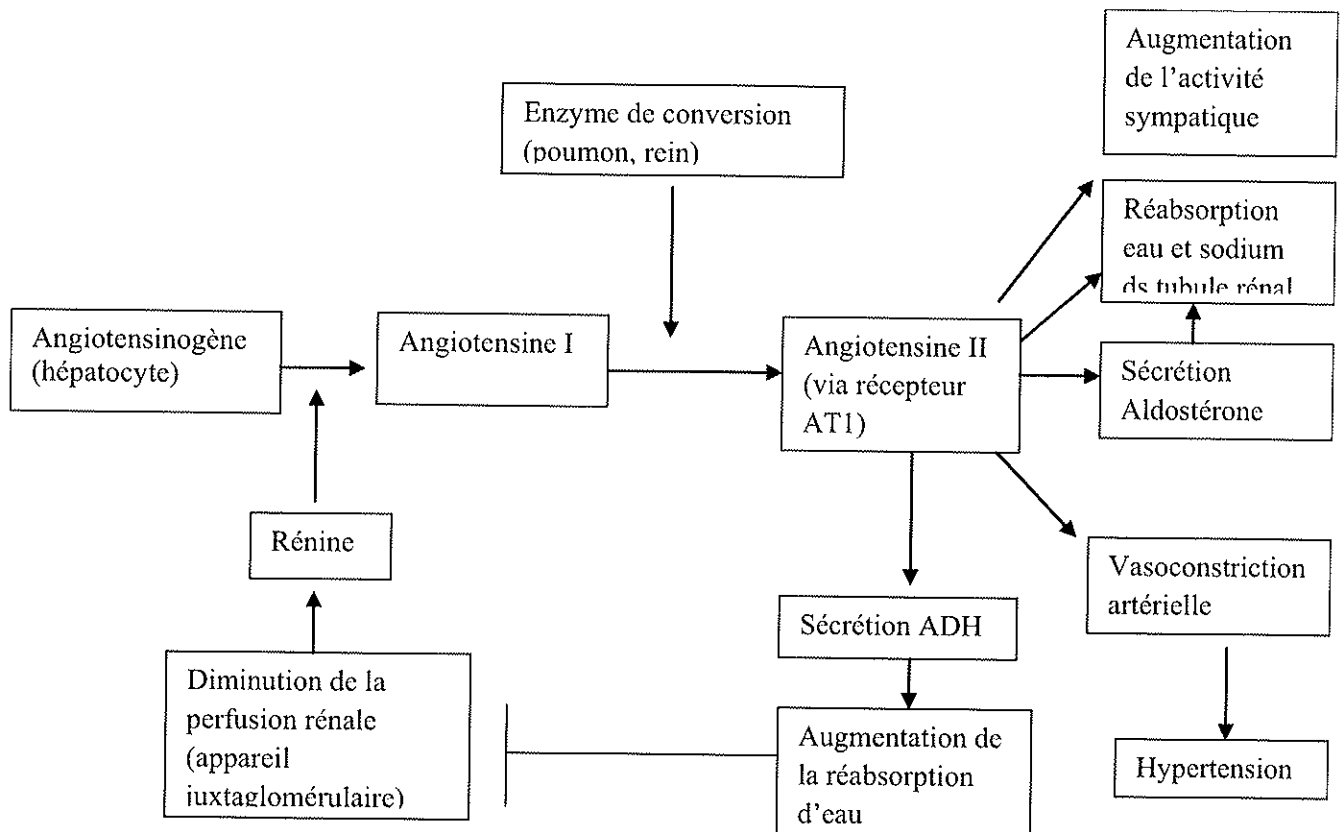 Augmentation
de l'activité
sympatique
Enzyme de conversion
(poumon, rein)
Réabsorption
eau et sodium
ds tubule rénal
Angiotensinogène
(hépatocyte)
Angiotensine I
Angiotensine II
(via récepteur
AT1)
Sécrétion
Aldostérone
Rénine
Vasoconstriction
artérielle
Sécrétion ADH
Diminution de la
perfusion rénale
(appareil
juxtaglomérulaire)
Augmentation de
la réabsorption
d'eau
Hypertension